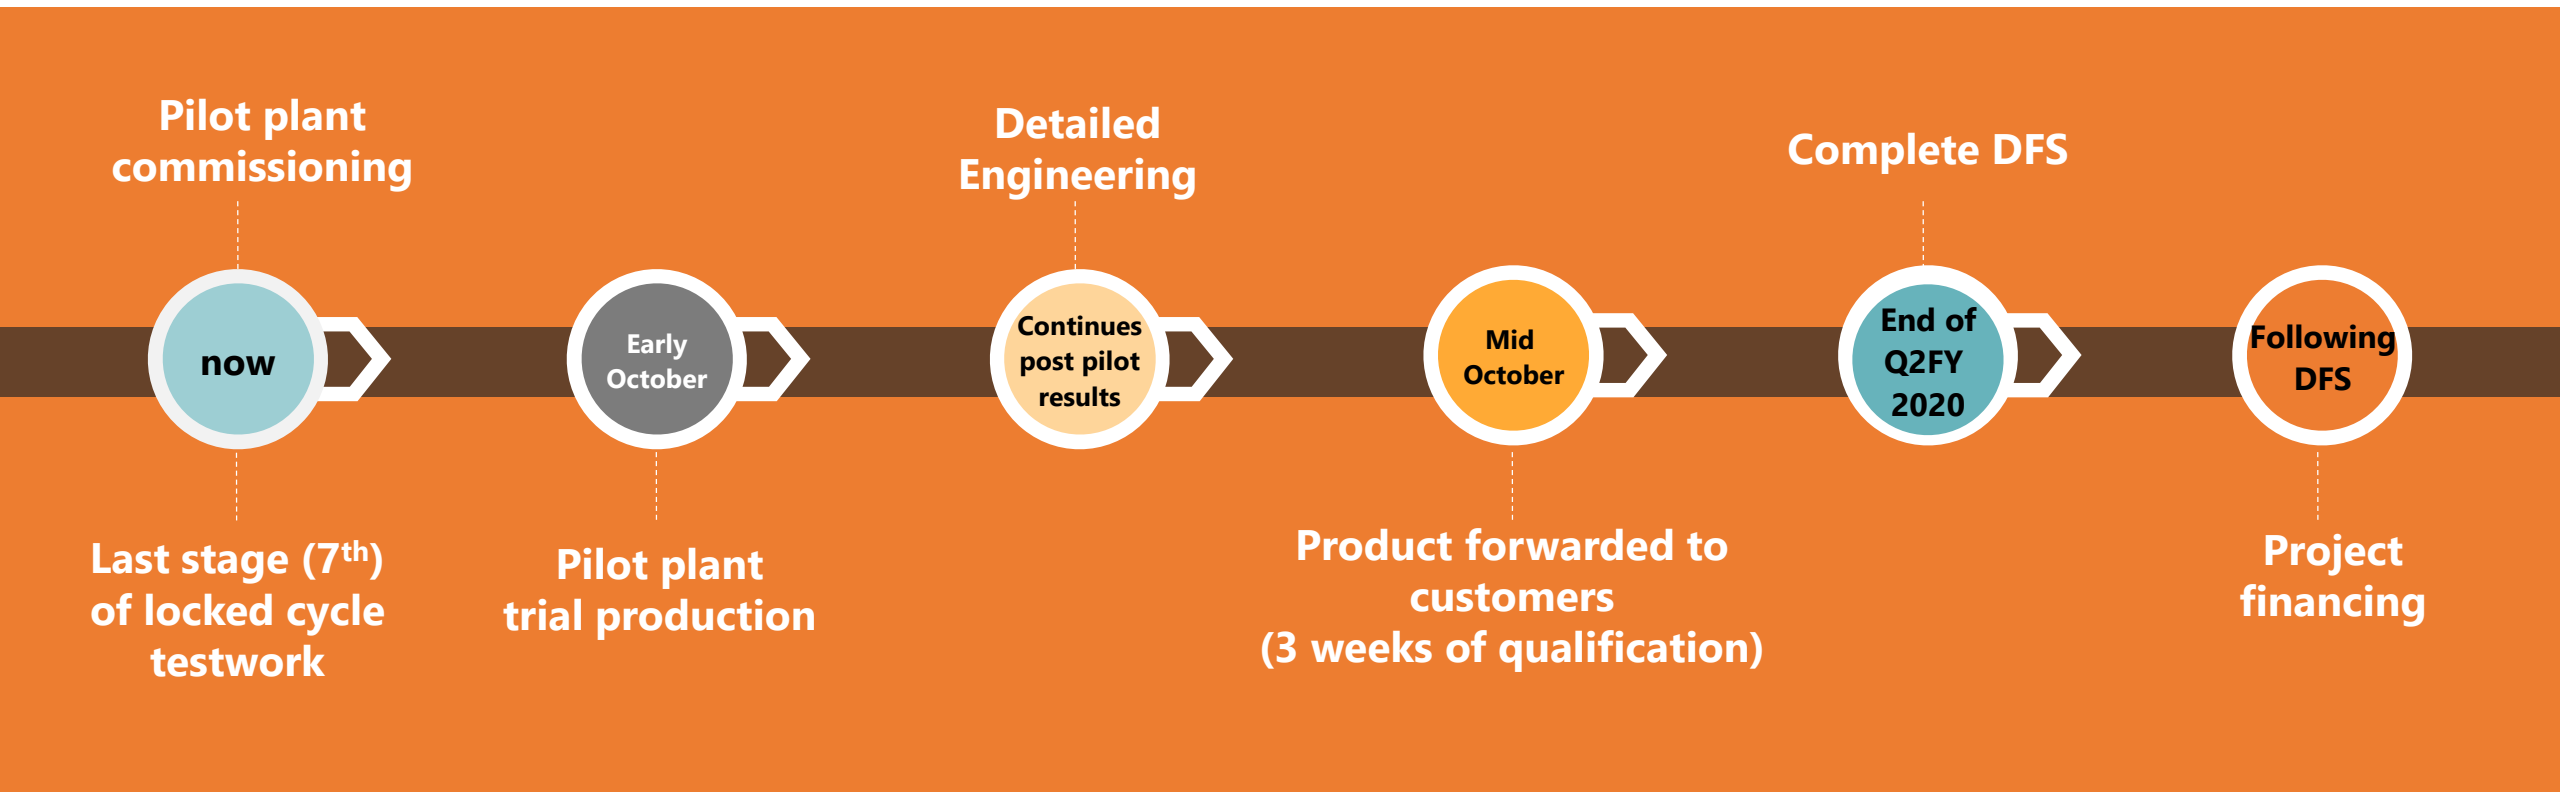 Pilot plant
commissioning
now
Last stage (7th)
of locked cycle
testwork
Early
October
Pilot plant
trial production
Detailed
Engineering
Continues
post pilot
results
Mid
October
Product forwarded to
customers
(3 weeks of qualification)
Complete DFS
End of
Q2FY
2020
Following
DFS
Project
financing